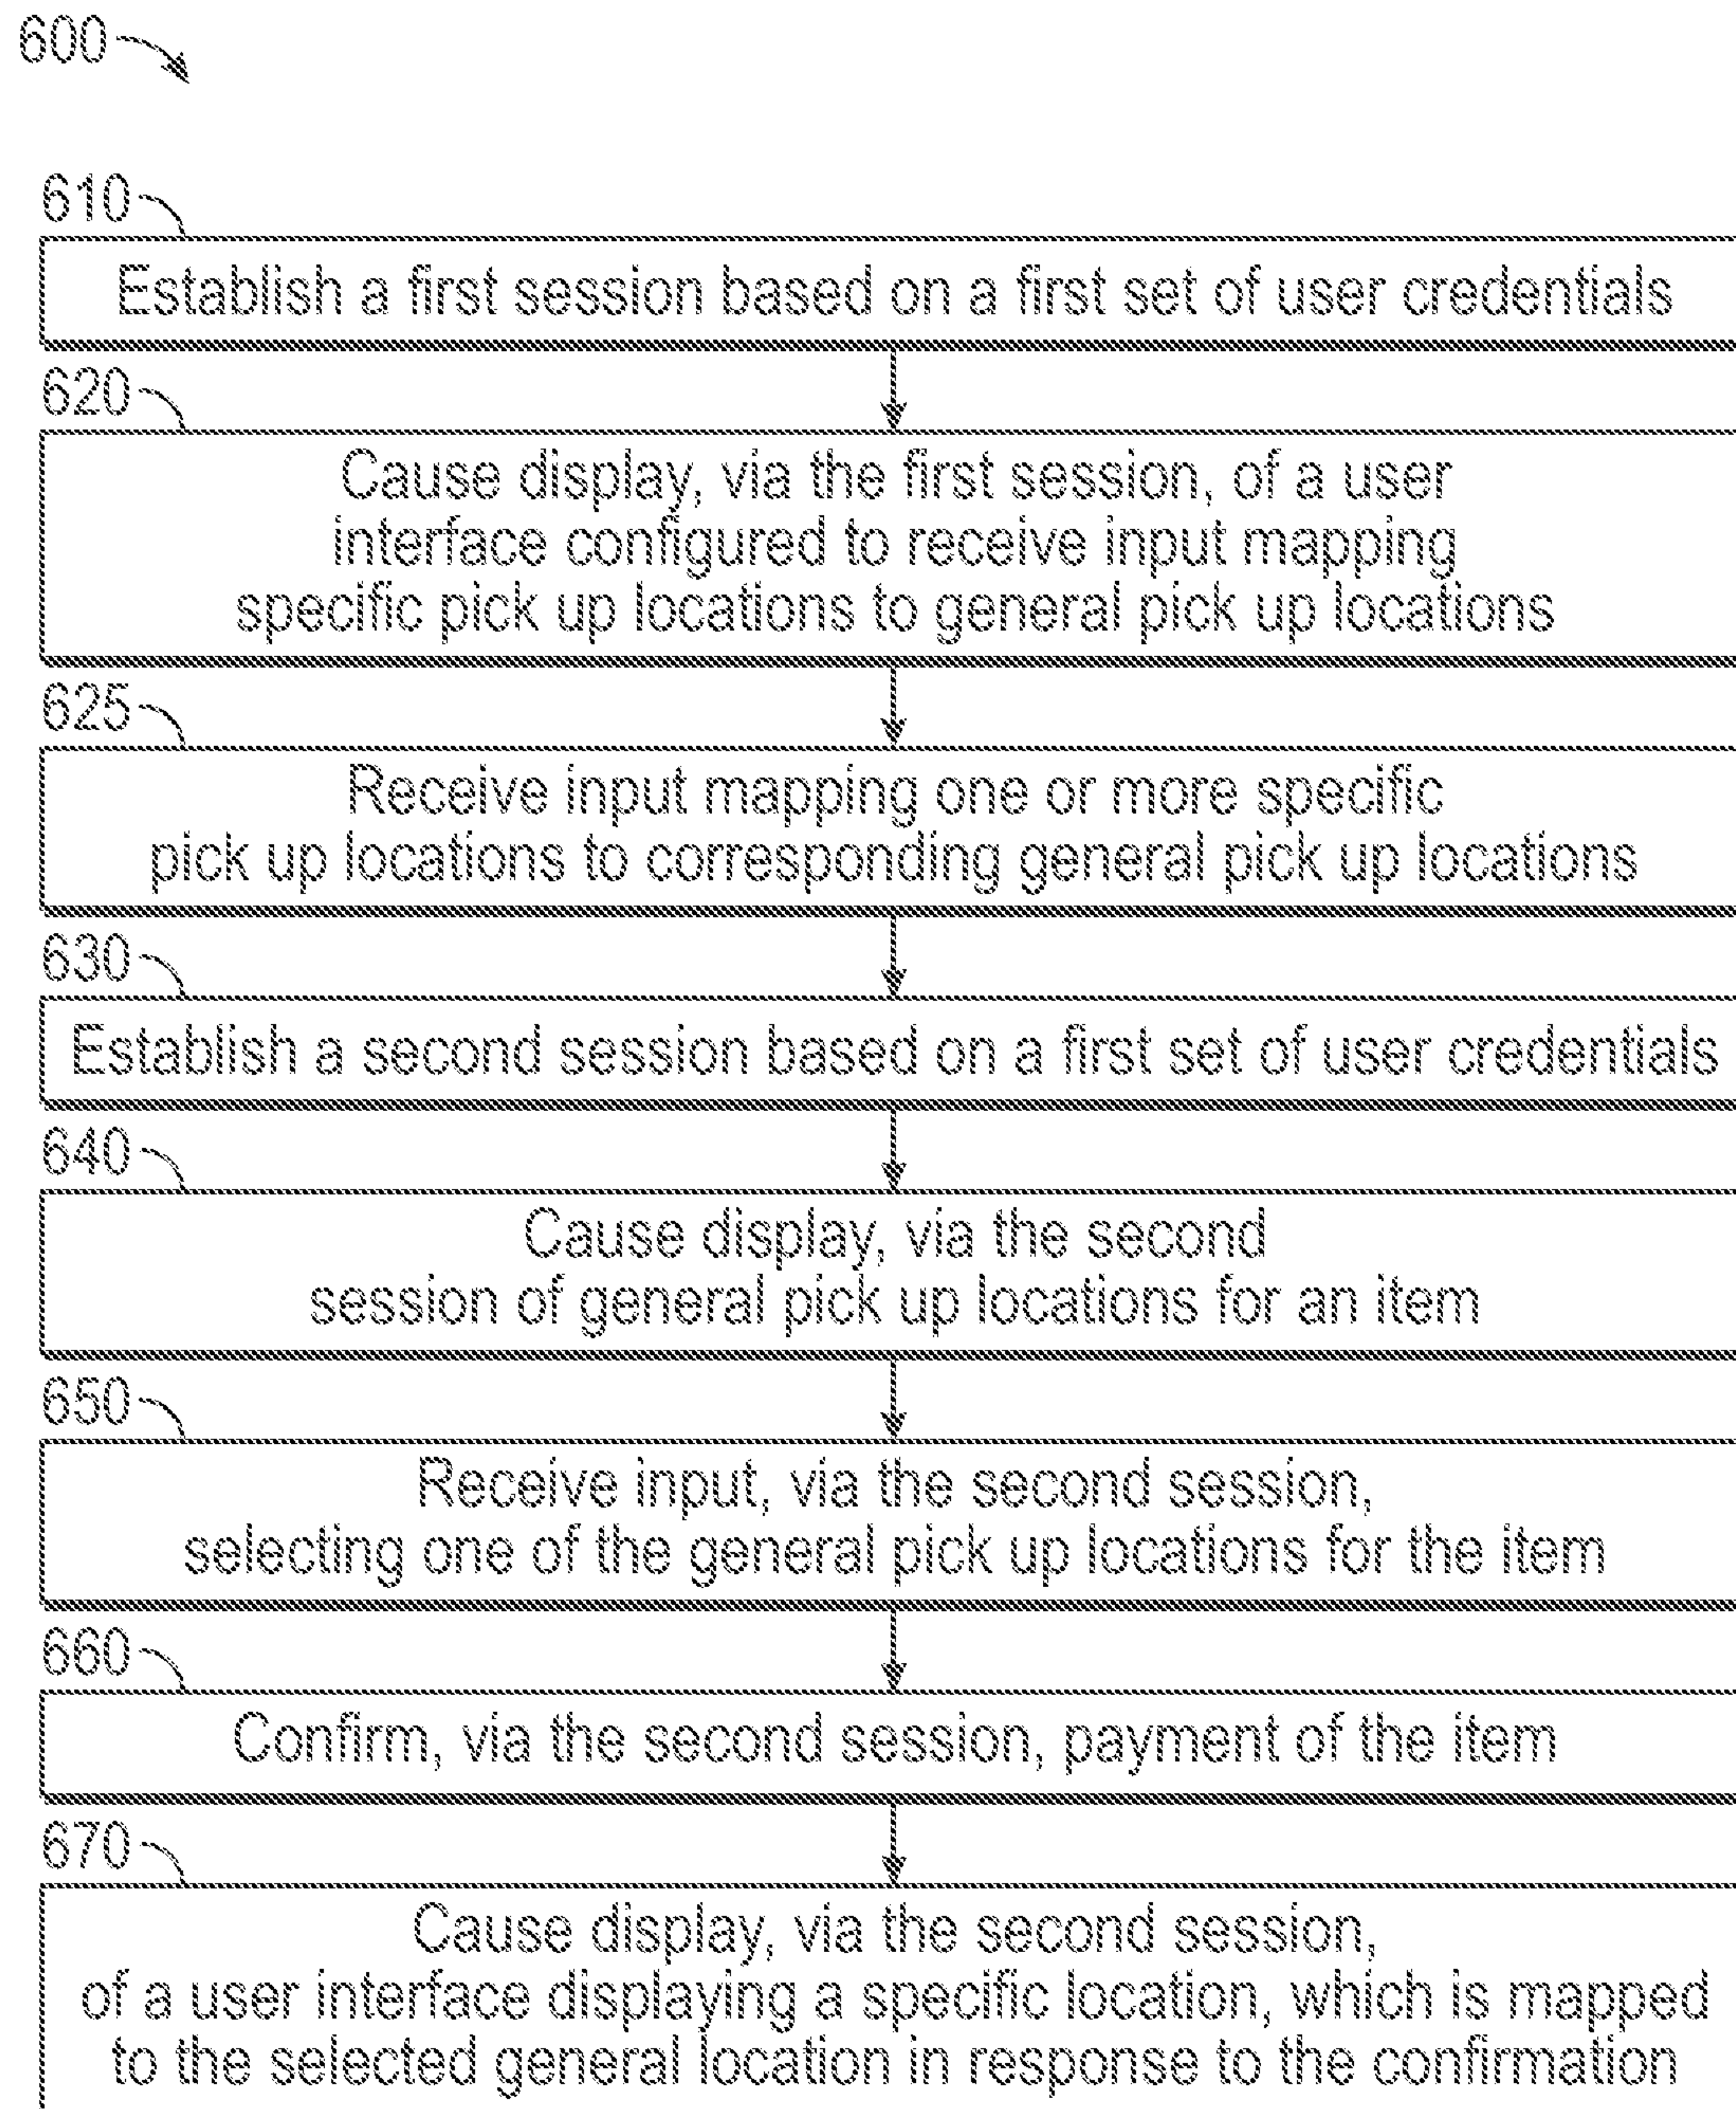 600
610
Establish a first session based on a first set of user credentials
620
Cause display, via the first session, of a user
interface configured to receive input mapping
specific pick up locations to general pick up locations
625
Receive input mapping one or more specific
pick up locations to corresponding general pick up locations
630
Establish a second session based on a first set of user credentials
640
Cause display, via the second
session of general pick up locations for an item
650
Receive input, via the second session,
selecting one of the general pick up locations for the item
660
Confirm, via the second session, payment of the item
670
Cause display, via the second session,
of a user interface displaying a specific location, which is mapped
to the selected general location in response to the confirmation